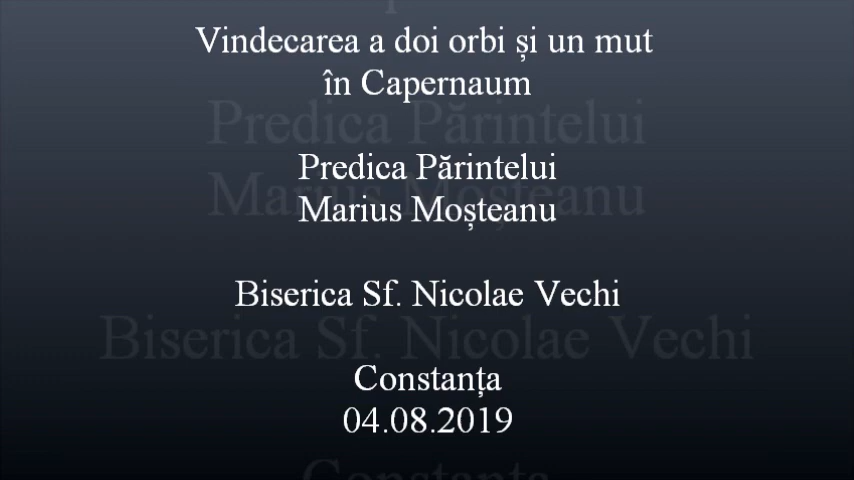 Vindecarea a doi orbi și un mut
în Capernaum
Predica Părintelui
Marius Moșteanu
Biserica Sf. Nicolae Vechi
Constanța
04.08.2019